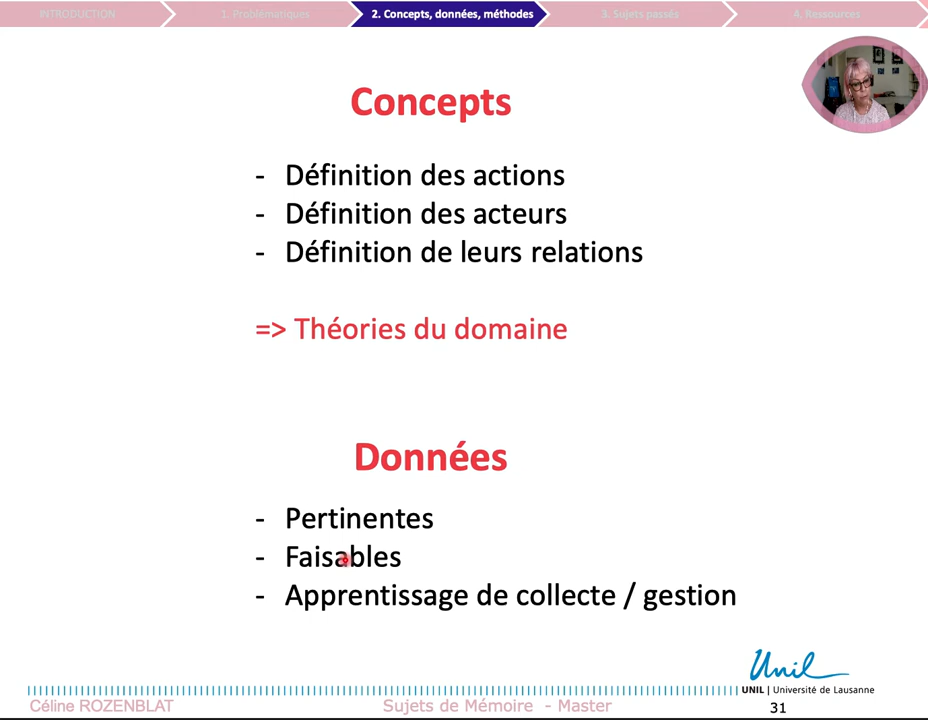 INTRODUCTION
1. Problématiques
2. Concepts, données, méthodes
3. Sujets passés
4. Ressources
Concepts
- Définition des actions
- Définition des acteurs
- Définition de leurs relations
=> Théories du domaine
Données
- Pertinentes
- Faisables
- Apprentissage de collecte / gestion
Unil
UNIL | Université de Lausanne
Céline ROZENBLAT
Sujets de Mémoire - Master
31